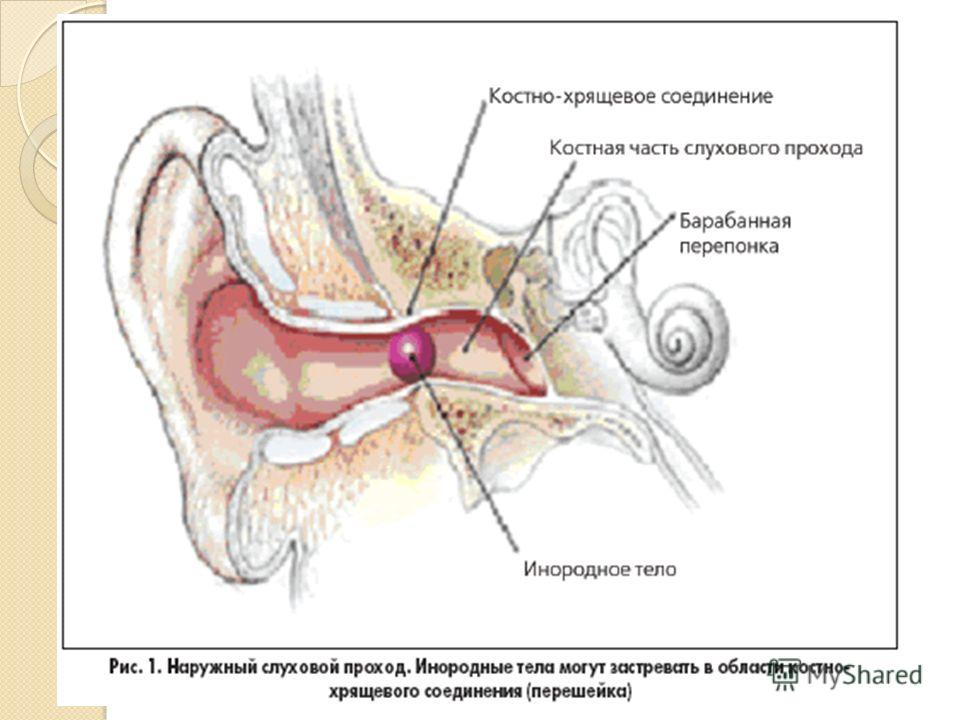 Костно-хрящевое соединение
Костная часть слухового прохода
Барабанная
перепонка
Инородное тело
Рис. 1. Наружный слуховой проход. Инородные тела могут застревать в области костно-
хрящевого соединения (перешейка)
MyShared